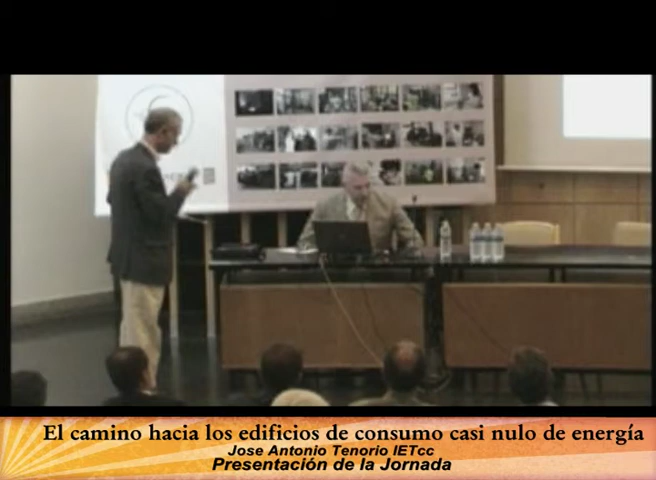 El camino hacia los edificios de consumo casi nulo de energía
Jose Antonio Tenorio IETcc
Presentación de la Jornada